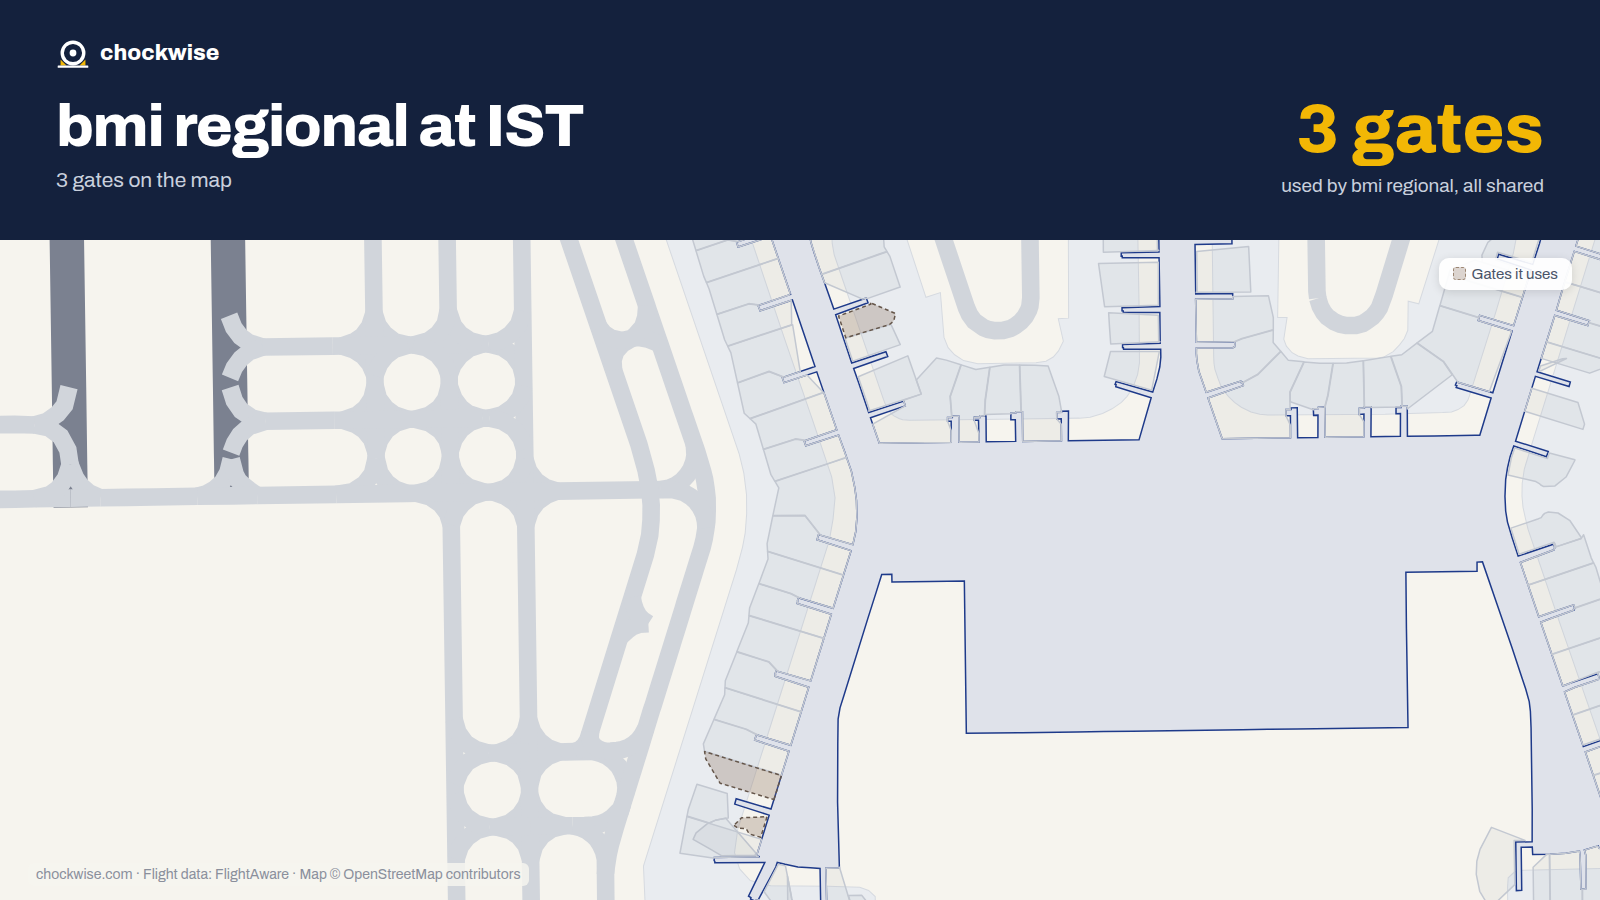 chockwise
bmi regional at IST
3 gates on the map
3 gates
used by bmi regional, all shared
Gates it uses
chockwise.com · Flight data: FlightAware · Map © OpenStreetMap contributors